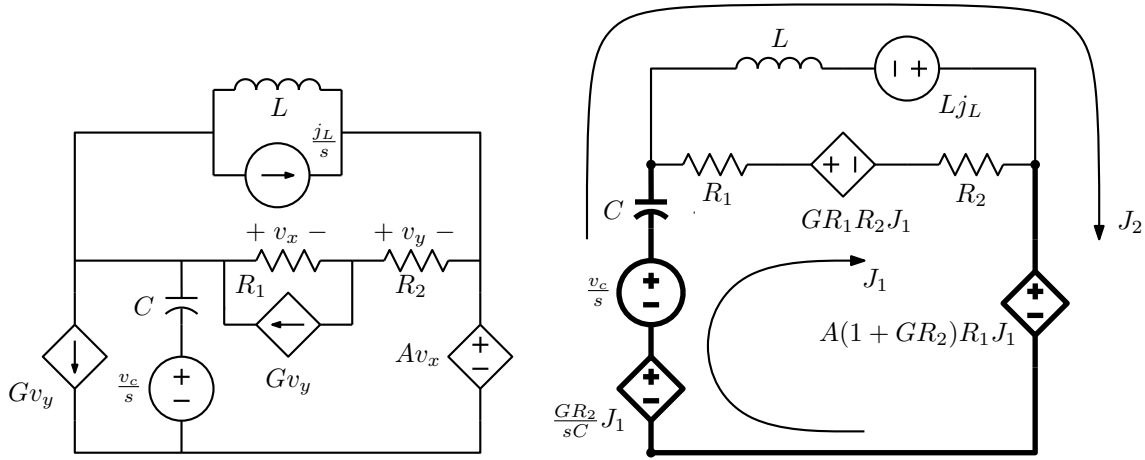 L
j_L/s
+ v_x −
+ v_y −
R_1
R_2
C
Gv_y
v_c/s
+
−
Gv_y
Av_x
+
−
L
− +
Lj_L
R_1
+ −
R_2
GR_1R_2J_1
C
J_2
v_c/s
+
−
J_1
+
−
A(1 + GR_2)R_1J_1
GR_2/sC J_1
+
−